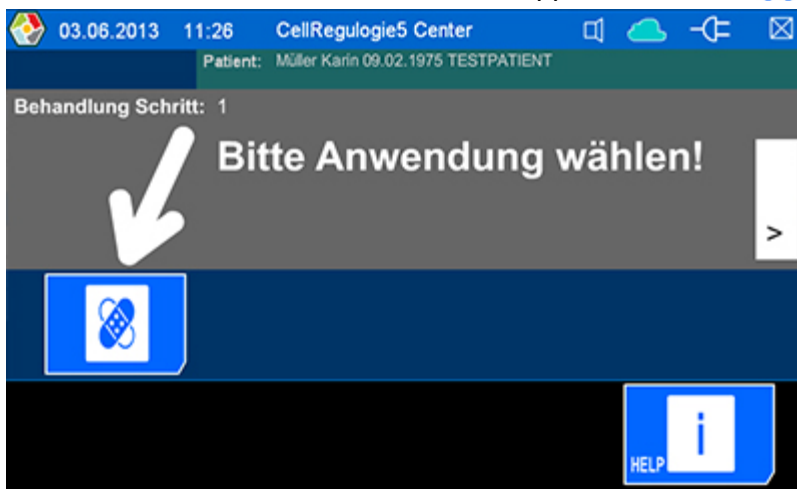 03.06.2013 11:26 CellRegulogie5 Center
Patient: Müller Karin 09.02.1975 TESTPATIENT
Behandlung Schritt: 1
Bitte Anwendung wählen!
>
HELP i